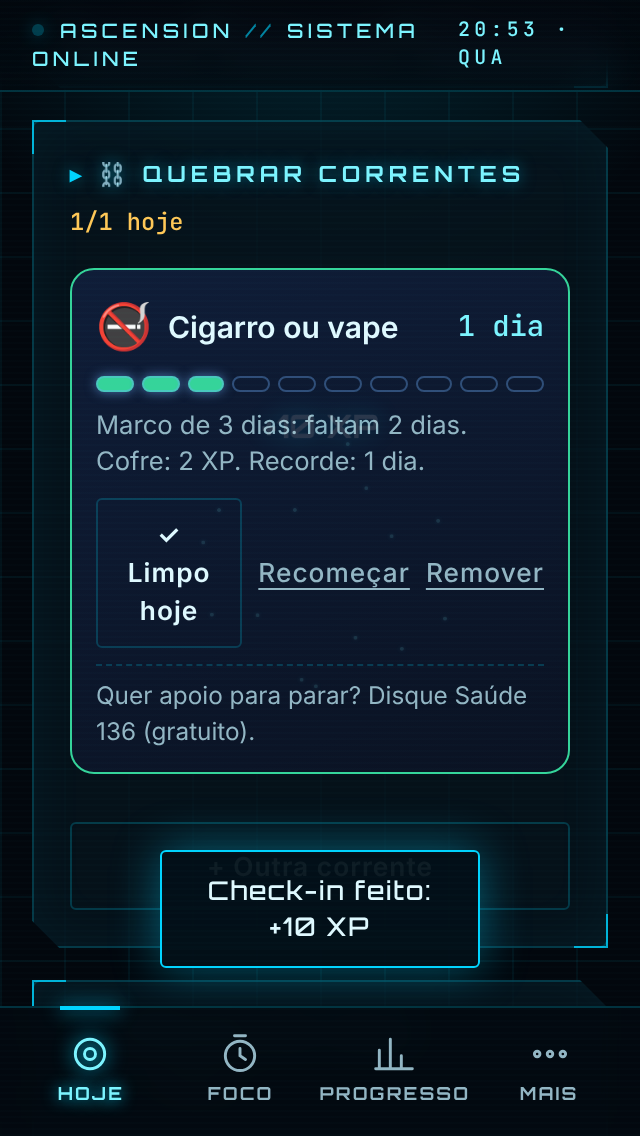 ASCENSION // SISTEMA ONLINE
20:53 · QUA
▶ ⛓ QUEBRAR CORRENTES
1/1 hoje
🚭 Cigarro ou vape 1 dia
+10 XP
Marco de 3 dias: faltam 2 dias.
Cofre: 2 XP. Recorde: 1 dia.
✓
Limpo
hoje
Recomeçar Remover
Quer apoio para parar? Disque Saúde
136 (gratuito).
+ Outra corrente
Check-in feito:
+10 XP
HOJE FOCO PROGRESSO MAIS